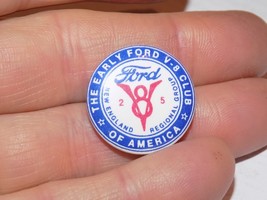 THE EARLY FORD V-8 CLUB
OF AMERICA
Ford
V8
2 5
NEW ENGLAND REGIONAL GROUP